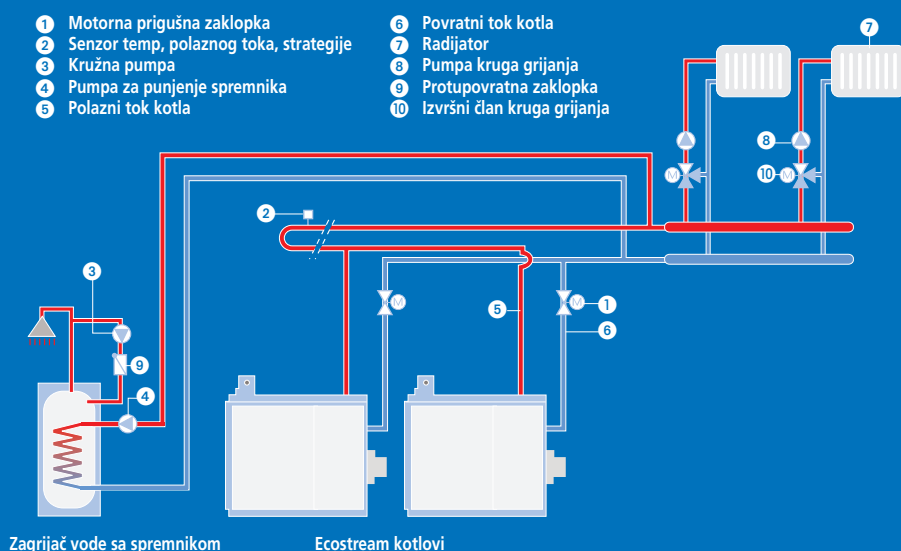 1 Motorna prigušna zaklopka
2 Senzor temp, polaznog toka, strategije
3 Kružna pumpa
4 Pumpa za punjenje spremnika
5 Polazni tok kotla
6 Povratni tok kotla
7 Radijator
8 Pumpa kruga grijanja
9 Protupovratna zaklopka
10 Izvršni član kruga grijanja
7
8
M
10 M
2
3
M
5
M 1
6
9
4
Zagrijač vode sa spremnikom
Ecostream kotlovi